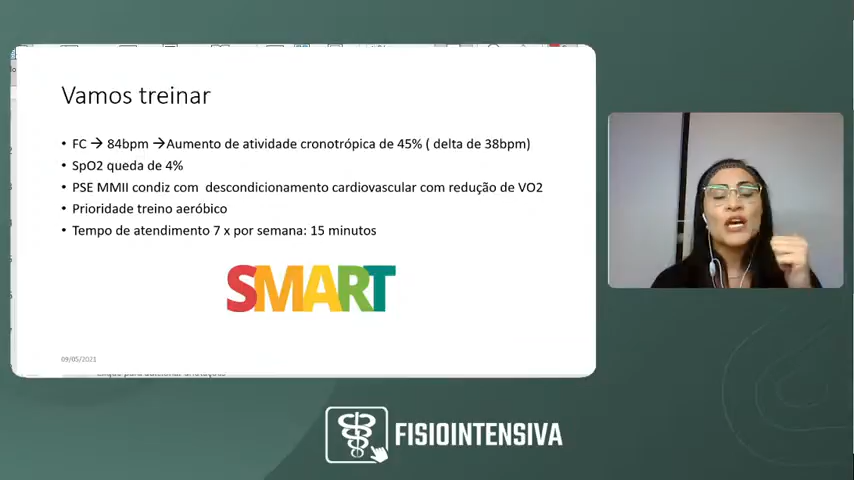 Vamos treinar
• FC → 84bpm →Aumento de atividade cronotrópica de 45% ( delta de 38bpm)
• SpO2 queda de 4%
• PSE MMII condiz com descondicionamento cardiovascular com redução de VO2
• Prioridade treino aeróbico
• Tempo de atendimento 7 x por semana: 15 minutos
SMART
09/05/2021
FISIOINTENSIVA